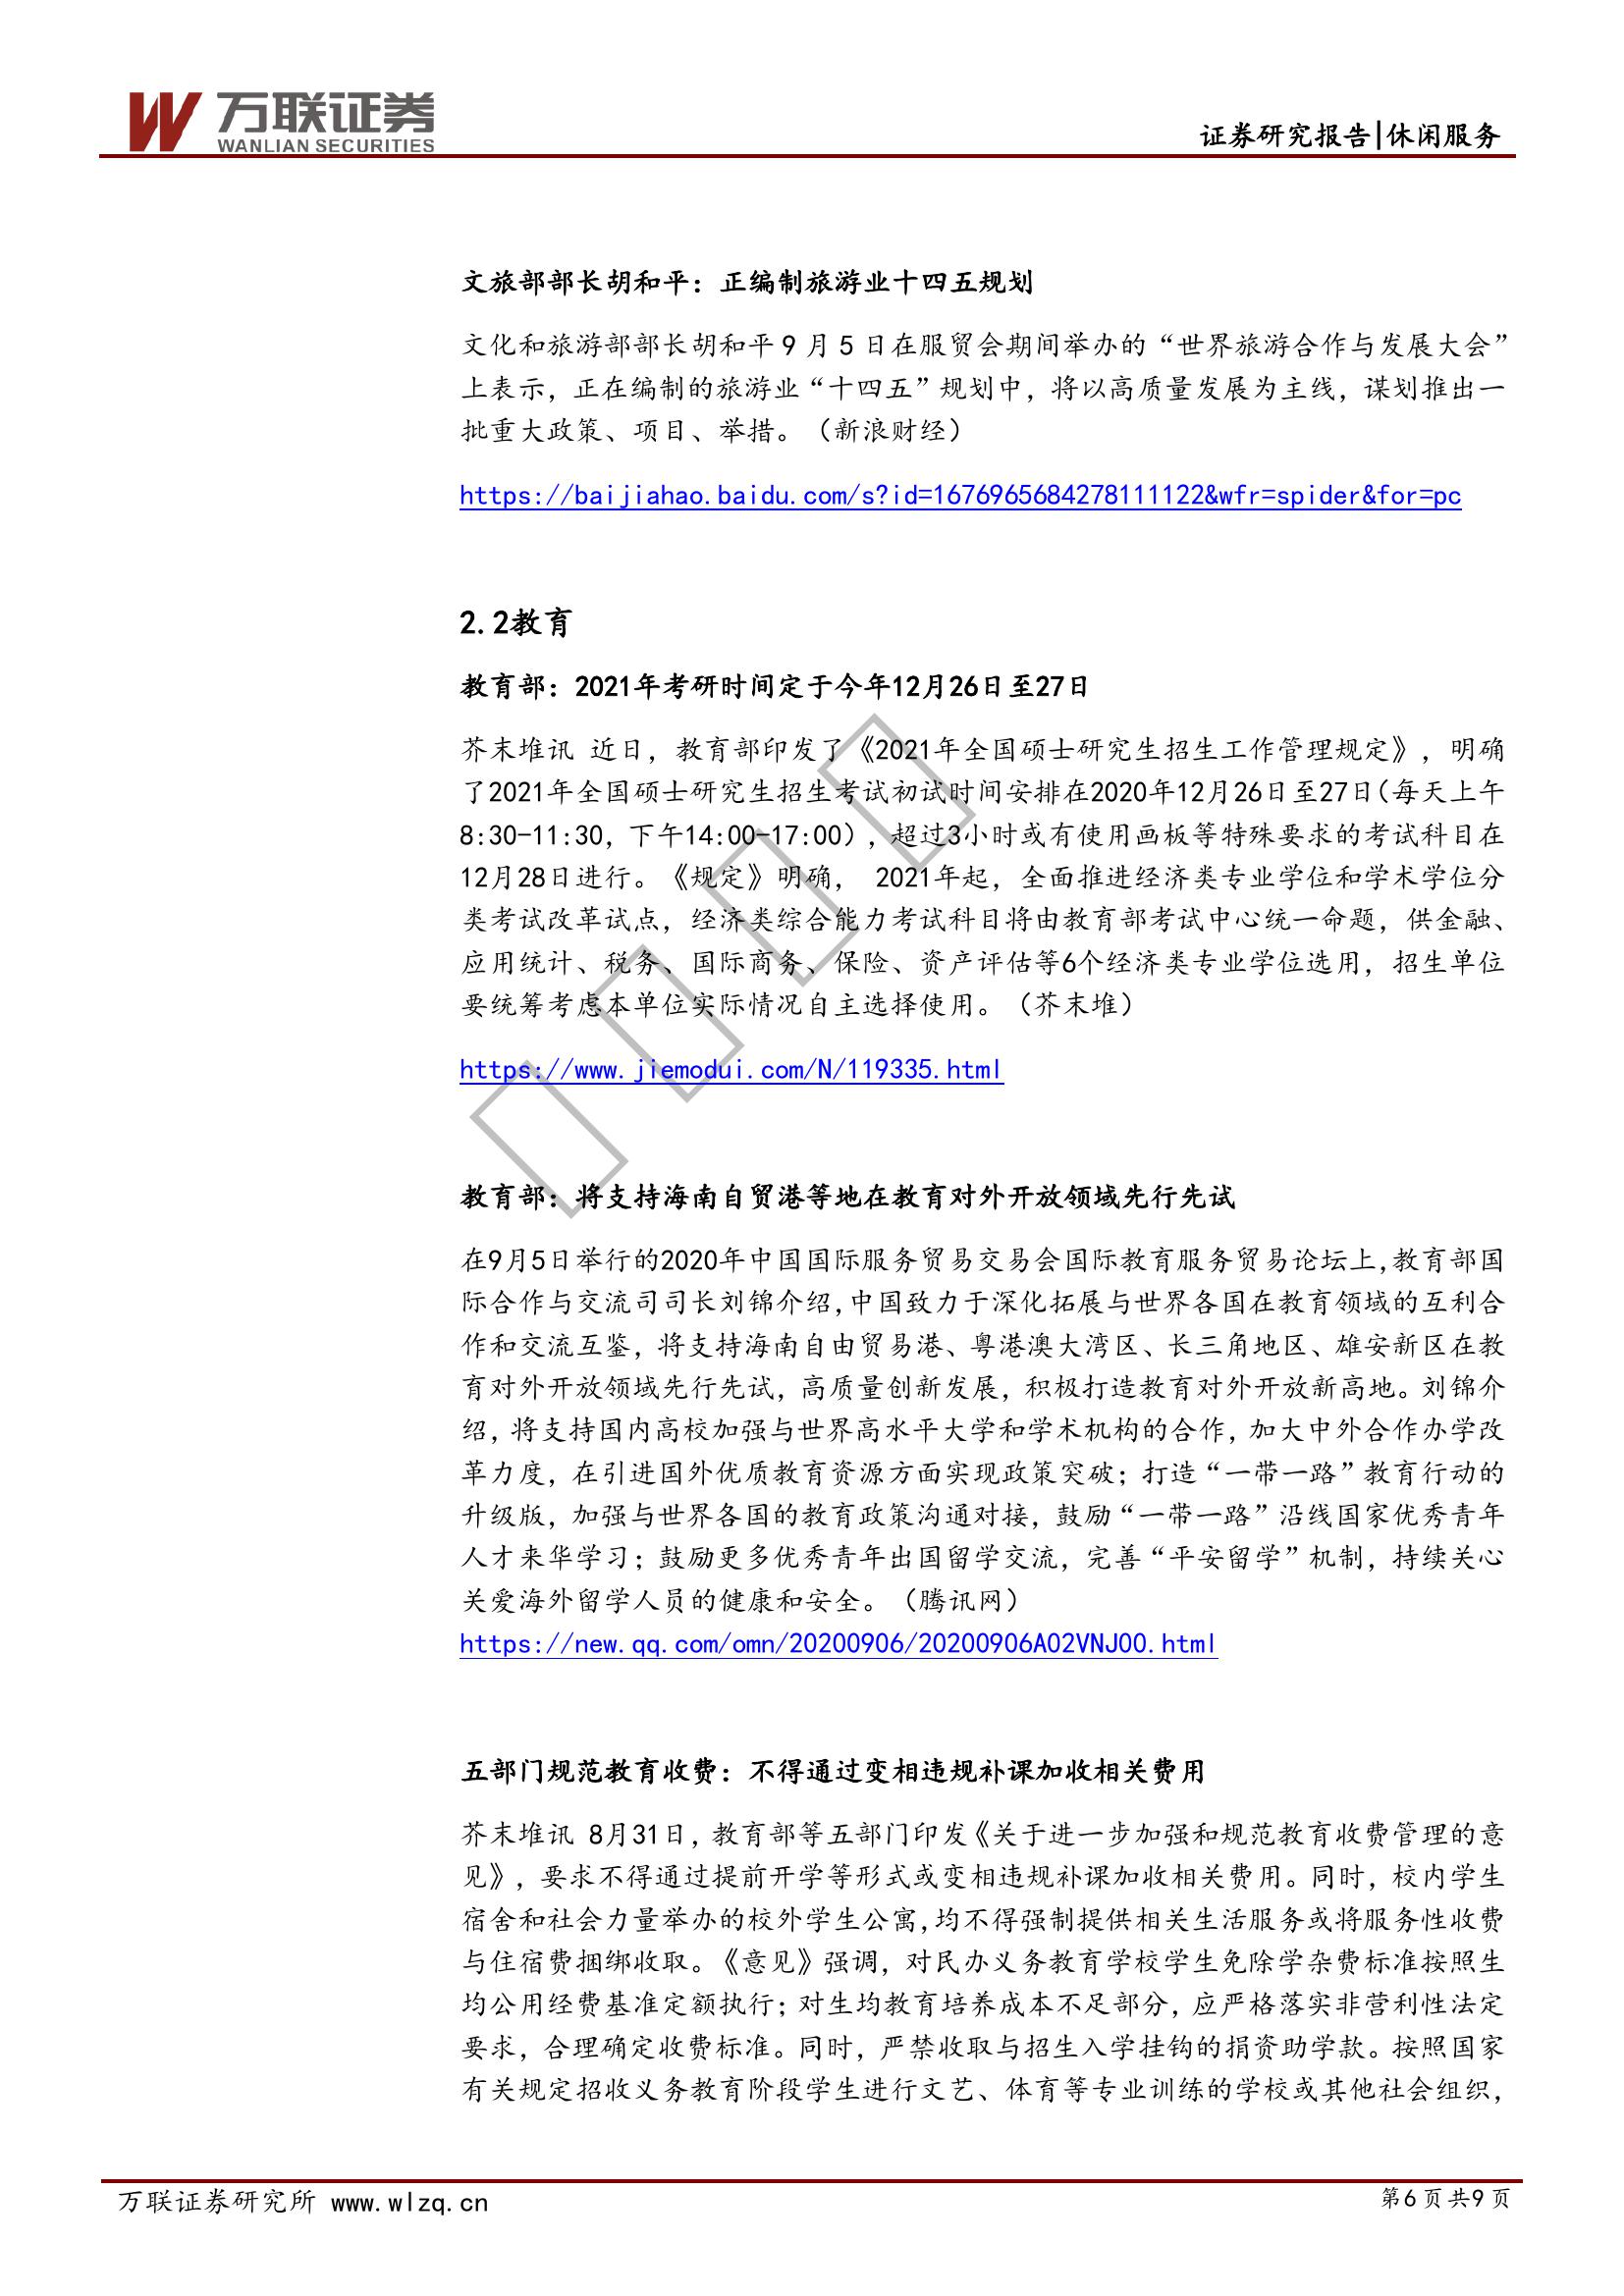 万联证券
WANLIAN SECURITIES
证券研究报告|休闲服务
文旅部部长胡和平：正编制旅游业十四五规划
文化和旅游部部长胡和平 9 月 5 日在服贸会期间举办的“世界旅游合作与发展大会”
上表示，正在编制的旅游业“十四五”规划中，将以高质量发展为主线，谋划推出一
批重大政策、项目、举措。（新浪财经）
https://baijiahao.baidu.com/s?id=1676965684278111122&wfr=spider&for=pc
2.2教育
教育部：2021年考研时间定于今年12月26日至27日
芥末堆讯 近日，教育部印发了《2021年全国硕士研究生招生工作管理规定》，明确
了2021年全国硕士研究生招生考试初试时间安排在2020年12月26日至27日(每天上午
8:30-11:30，下午14:00-17:00)，超过3小时或有使用画板等特殊要求的考试科目在
12月28日进行。《规定》明确， 2021年起，全面推进经济类专业学位和学术学位分
类考试改革试点，经济类综合能力考试科目将由教育部考试中心统一命题，供金融、
应用统计、税务、国际商务、保险、资产评估等6个经济类专业学位选用，招生单位
要统筹考虑本单位实际情况自主选择使用。（芥末堆）
https://www.jiemodui.com/N/119335.html
教育部：将支持海南自贸港等地在教育对外开放领域先行先试
在9月5日举行的2020年中国国际服务贸易交易会国际教育服务贸易论坛上,教育部国
际合作与交流司司长刘锦介绍,中国致力于深化拓展与世界各国在教育领域的互利合
作和交流互鉴，将支持海南自由贸易港、粤港澳大湾区、长三角地区、雄安新区在教
育对外开放领域先行先试，高质量创新发展，积极打造教育对外开放新高地。刘锦介
绍，将支持国内高校加强与世界高水平大学和学术机构的合作，加大中外合作办学改
革力度，在引进国外优质教育资源方面实现政策突破；打造“一带一路”教育行动的
升级版，加强与世界各国的教育政策沟通对接，鼓励“一带一路”沿线国家优秀青年
人才来华学习；鼓励更多优秀青年出国留学交流，完善“平安留学”机制，持续关心
关爱海外留学人员的健康和安全。（腾讯网）
https://new.qq.com/omn/20200906/20200906A02VNJ00.html
五部门规范教育收费：不得通过变相违规补课加收相关费用
芥末堆讯 8月31日，教育部等五部门印发《关于进一步加强和规范教育收费管理的意
见》，要求不得通过提前开学等形式或变相违规补课加收相关费用。同时，校内学生
宿舍和社会力量举办的校外学生公寓,均不得强制提供相关生活服务或将服务性收费
与住宿费捆绑收取。《意见》强调，对民办义务教育学校学生免除学杂费标准按照生
均公用经费基准定额执行；对生均教育培养成本不足部分，应严格落实非营利性法定
要求，合理确定收费标准。同时，严禁收取与招生入学挂钩的捐资助学款。按照国家
有关规定招收义务教育阶段学生进行文艺、体育等专业训练的学校或其他社会组织，
万联证券研究所 www.wlzq.cn
第6页共9页